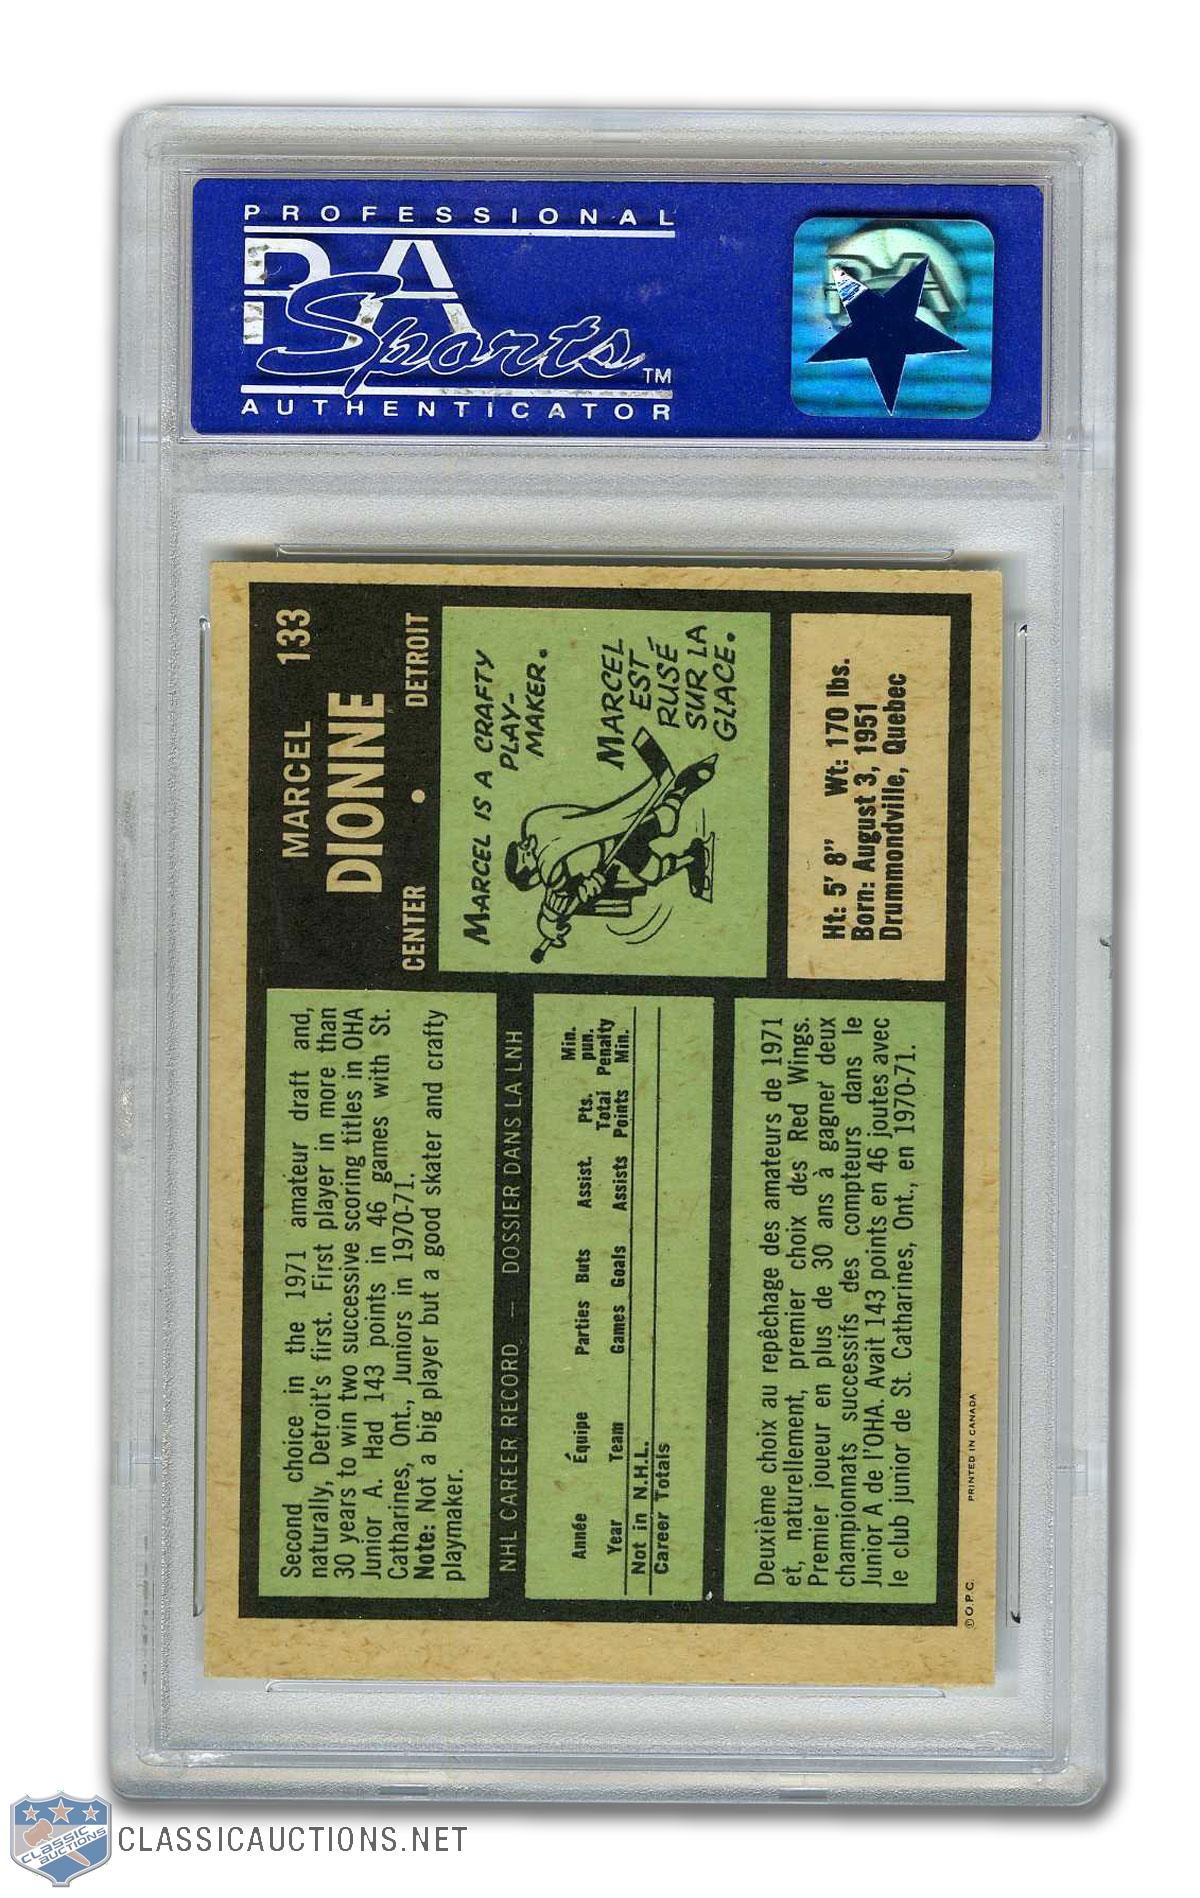 PROFESSIONAL
PSA
Sports™
AUTHENTICATOR
PSA
MARCEL 133
DIONNE
CENTER • DETROIT
MARCEL IS A CRAFTY
PLAY-
MAKER.
MARCEL
EST
RUSÉ
SUR LA
GLACE.
Ht: 5' 8" Wt: 170 lbs.
Born: August 3, 1951
Drummondville, Quebec
Second choice in the 1971 amateur draft and,
naturally, Detroit's first. First player in more than
30 years to win two successive scoring titles in OHA
Junior A. Had 143 points in 46 games with St.
Catharines, Ont., Juniors in 1970-71.
Note: Not a big player but a good skater and crafty
playmaker.
NHL CAREER RECORD — DOSSIER DANS LA LNH
Min.
Pts. pun.
Année Équipe Parties Buts Assist. Total Penalty
Year Team Games Goals Assists Points Min.
Not in N.H.L.
Career Totals
Deuxième choix au repêchage des amateurs de 1971
et, naturellement, premier choix des Red Wings.
Premier joueur en plus de 30 ans à gagner deux
championnats successifs des compteurs dans le
Junior A de l'OHA. Avait 143 points en 46 joutes avec
le club junior de St. Catharines, Ont., en 1970-71.
© O.P.C. PRINTED IN CANADA
CLASSIC
AUCTIONS
CLASSICAUCTIONS.NET